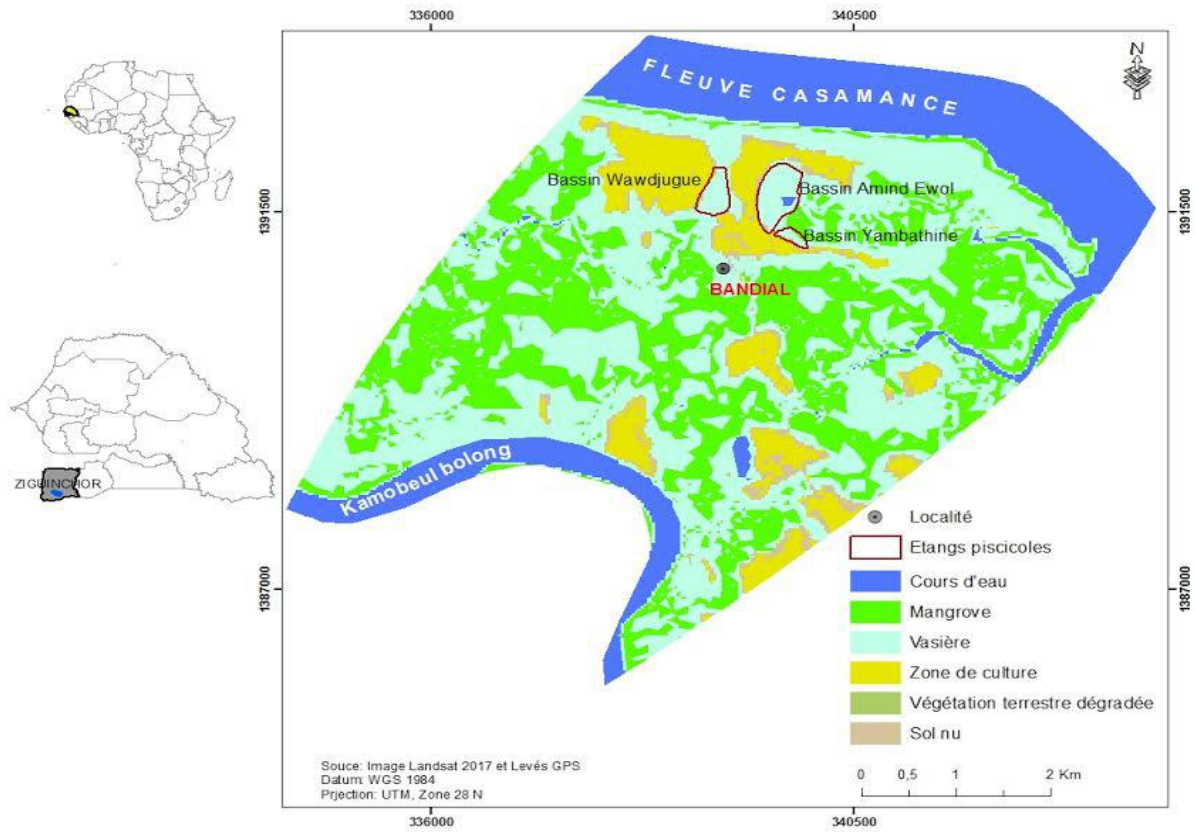 336000
340500
N
FLEUVE CASAMANCE
1391500
1391500
Bassin Wawdjugue
Bassin Amind Ewol
Bassin Yambathine
BANDIAL
Kamobeul bolong
ZIGUINCHOR
1387000
1387000
Localité
Etangs piscicoles
Cours d'eau
Mangrove
Vasière
Zone de culture
Végétation terrestre dégradée
Sol nu
0 0,5 1 2 Km
Souce: Image Landsat 2017 et Levés GPS
Datum: WGS 1984
Prjection: UTM, Zone 28 N
336000
340500